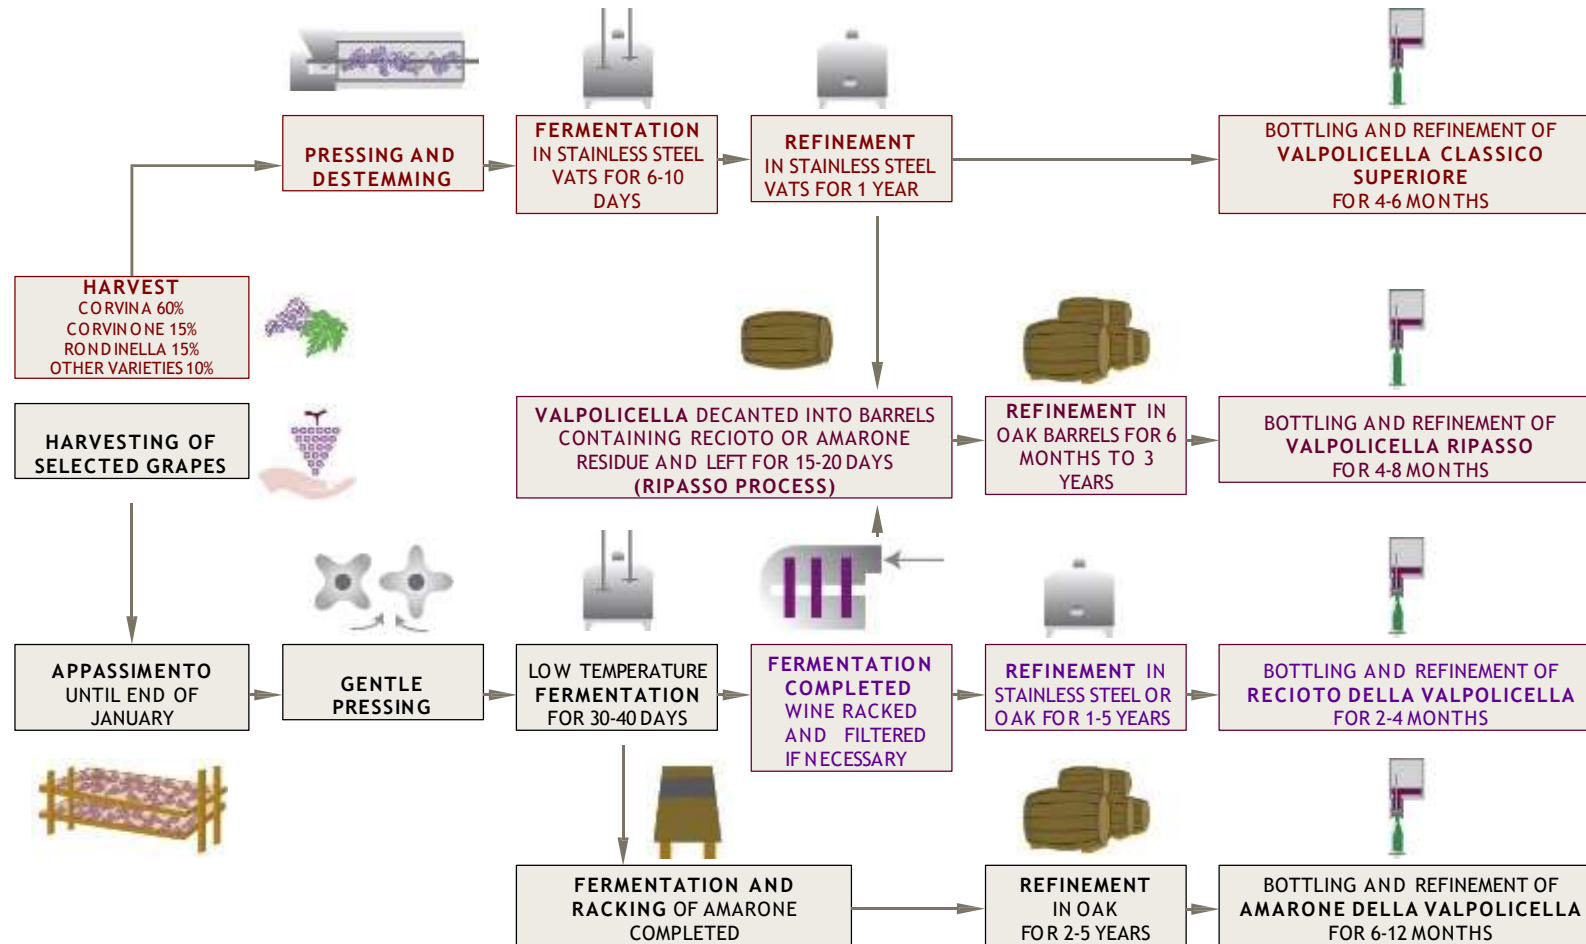 PRESSING AND
DESTEMMING
FERMENTATION
IN STAINLESS STEEL
VATS FOR 6-10
DAYS
REFINEMENT
IN STAINLESS STEEL
VATS FOR 1 YEAR
BOTTLING AND REFINEMENT OF
VALPOLICELLA CLASSICO
SUPERIORE
FOR 4-6 MONTHS
HARVEST
CORVINA 60%
CORVINONE 15%
RONDINELLA 15%
OTHER VARIETIES 10%
HARVESTING OF
SELECTED GRAPES
VALPOLICELLA DECANTED INTO BARRELS
CONTAINING RECIOTO OR AMARONE
RESIDUE AND LEFT FOR 15-20 DAYS
(RIPASSO PROCESS)
REFINEMENT IN
OAK BARRELS FOR 6
MONTHS TO 3
YEARS
BOTTLING AND REFINEMENT OF
VALPOLICELLA RIPASSO
FOR 4-8 MONTHS
APPASSIMENTO
UNTIL END OF
JANUARY
GENTLE
PRESSING
LOW TEMPERATURE
FERMENTATION
FOR 30-40 DAYS
FERMENTATION
COMPLETED
WINE RACKED
AND FILTERED
IF NECESSARY
REFINEMENT IN
STAINLESS STEEL OR
OAK FOR 1-5 YEARS
BOTTLING AND REFINEMENT OF
RECIOTO DELLA VALPOLICELLA
FOR 2-4 MONTHS
FERMENTATION AND
RACKING OF AMARONE
COMPLETED
REFINEMENT
IN OAK
FOR 2-5 YEARS
BOTTLING AND REFINEMENT OF
AMARONE DELLA VALPOLICELLA
FOR 6-12 MONTHS